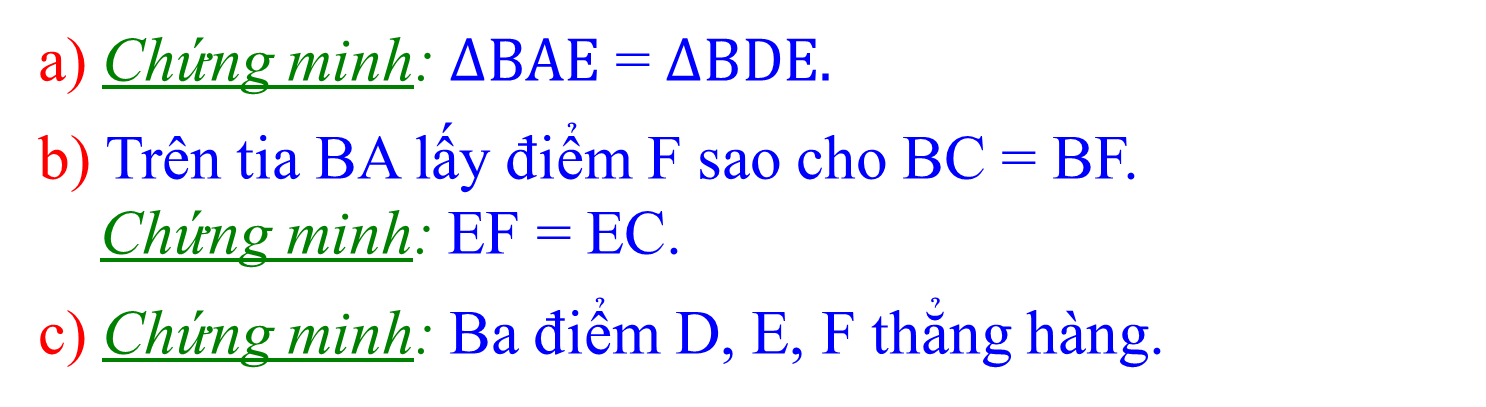 a) Chứng minh: ΔBAE = ΔBDE.
b) Trên tia BA lấy điểm F sao cho BC = BF.
Chứng minh: EF = EC.
c) Chứng minh: Ba điểm D, E, F thẳng hàng.